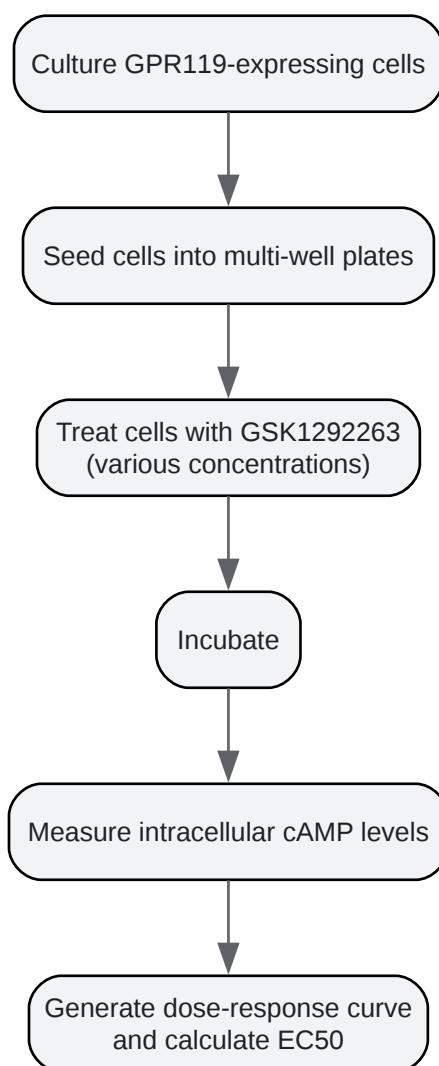 Culture GPR119-expressing cells
Seed cells into multi-well plates
Treat cells with GSK1292263
(various concentrations)
Incubate
Measure intracellular cAMP levels
Generate dose-response curve
and calculate EC50